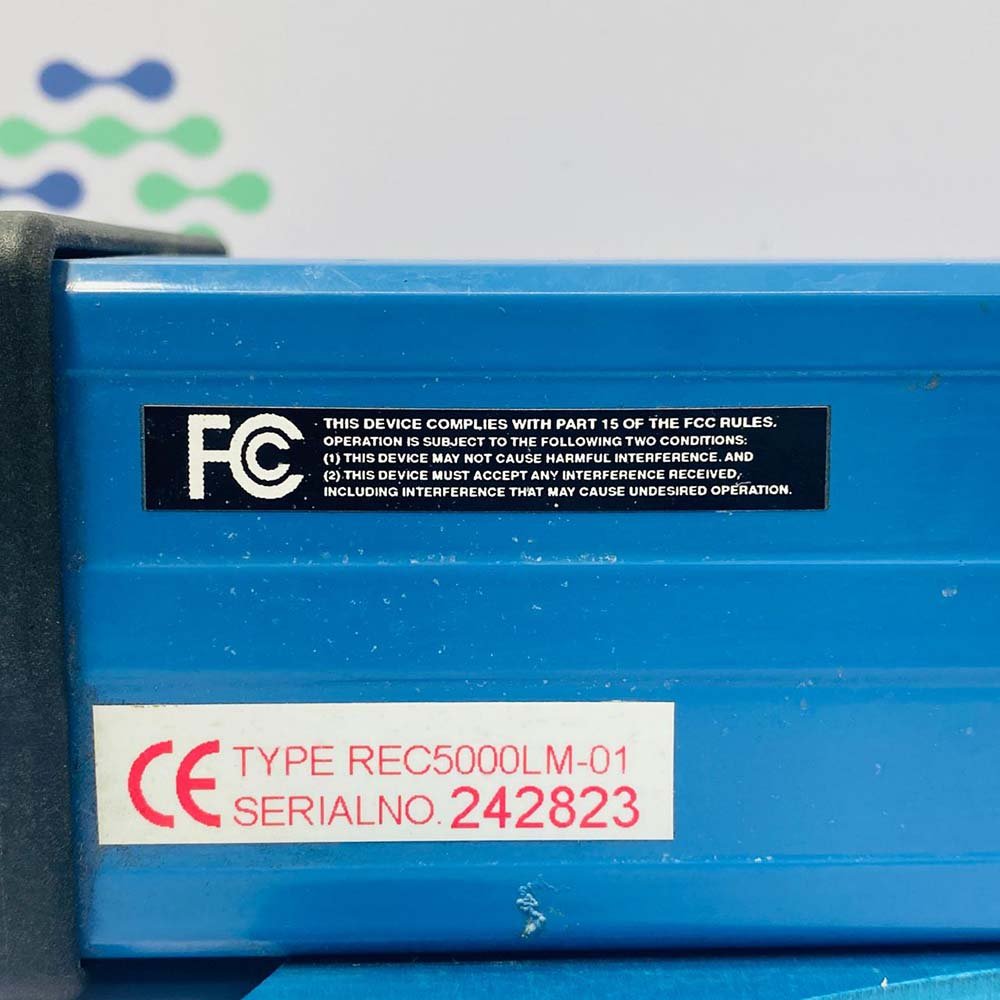 FCC
THIS DEVICE COMPLIES WITH PART 15 OF THE FCC RULES.
OPERATION IS SUBJECT TO THE FOLLOWING TWO CONDITIONS:
(1) THIS DEVICE MAY NOT CAUSE HARMFUL INTERFERENCE. AND
(2) THIS DEVICE MUST ACCEPT ANY INTERFERENCE RECEIVED,
INCLUDING INTERFERENCE THAT MAY CAUSE UNDESIRED OPERATION.
CE TYPE REC5000LM-01
SERIALNO. 242823